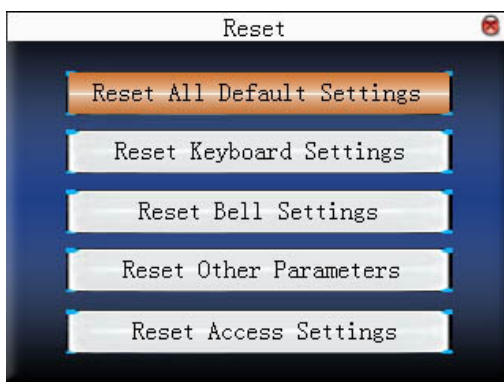 Reset
Reset All Default Settings
Reset Keyboard Settings
Reset Bell Settings
Reset Other Parameters
Reset Access Settings